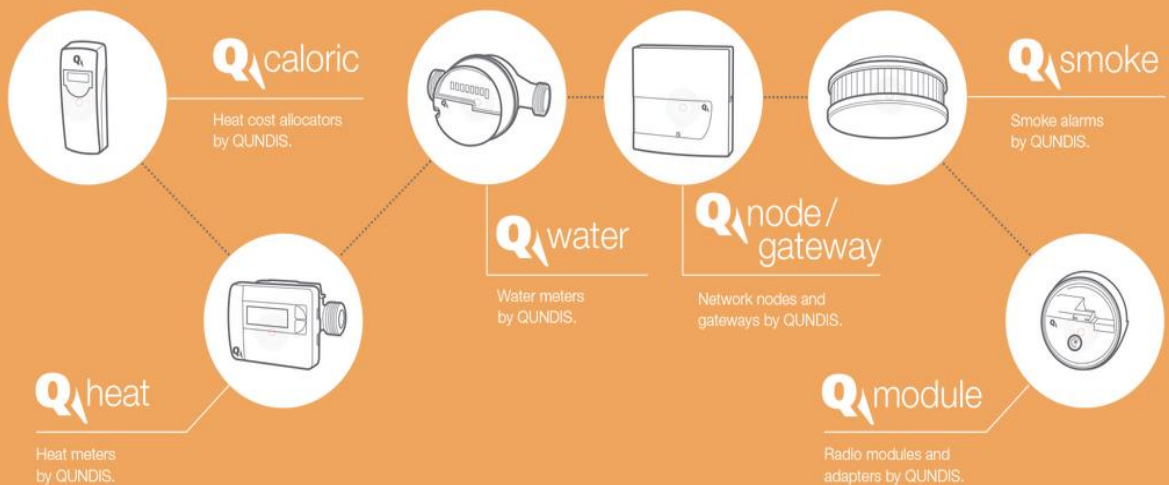 Q caloric
Heat cost allocators
by QUNDIS.
Q water
Water meters
by QUNDIS.
Q node/
gateway
Network nodes and
gateways by QUNDIS.
Q smoke
Smoke alarms
by QUNDIS.
Q heat
Heat meters
by QUNDIS.
Q module
Radio modules and
adapters by QUNDIS.